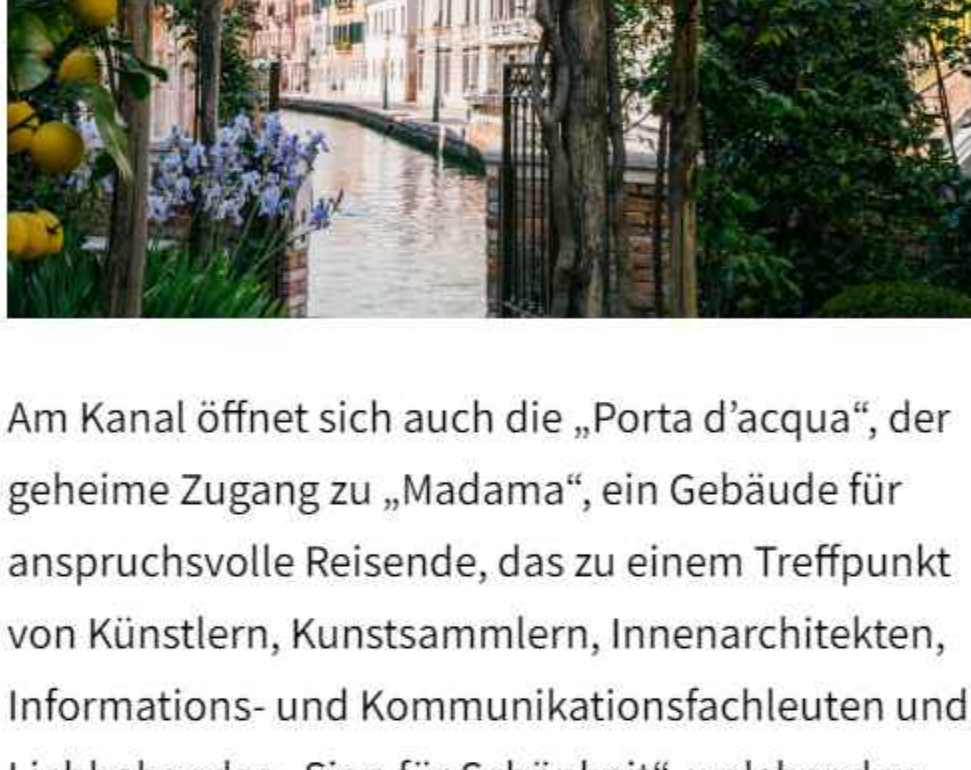 Am Kanal öffnet sich auch die „Porta d’acqua“, der
geheime Zugang zu „Madama“, ein Gebäude für
anspruchsvolle Reisende, das zu einem Treffpunkt
von Künstlern, Kunstsammlern, Innenarchitekten,
Informations- und Kommunikationsfachleuten und